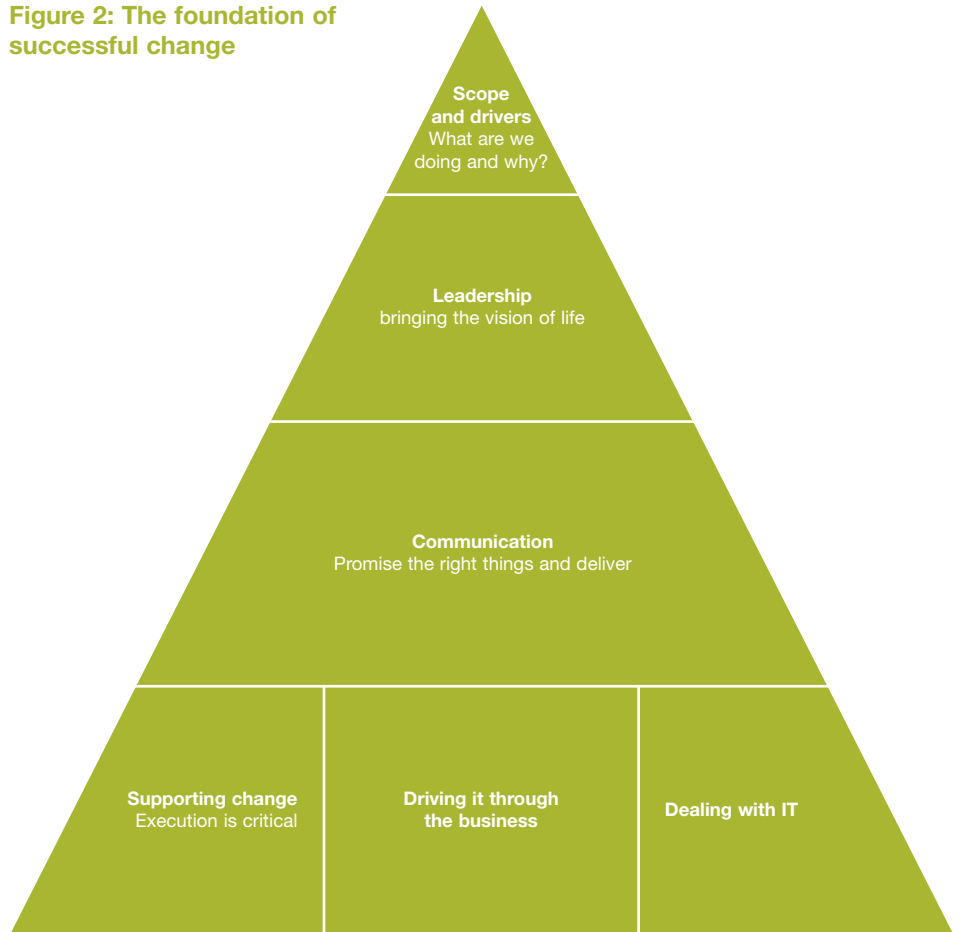 Figure 2: The foundation of
successful change
Scope
and drivers
What are we
doing and why?
Leadership
bringing the vision of life
Communication
Promise the right things and deliver
Supporting change
Execution is critical
Driving it through
the business
Dealing with IT